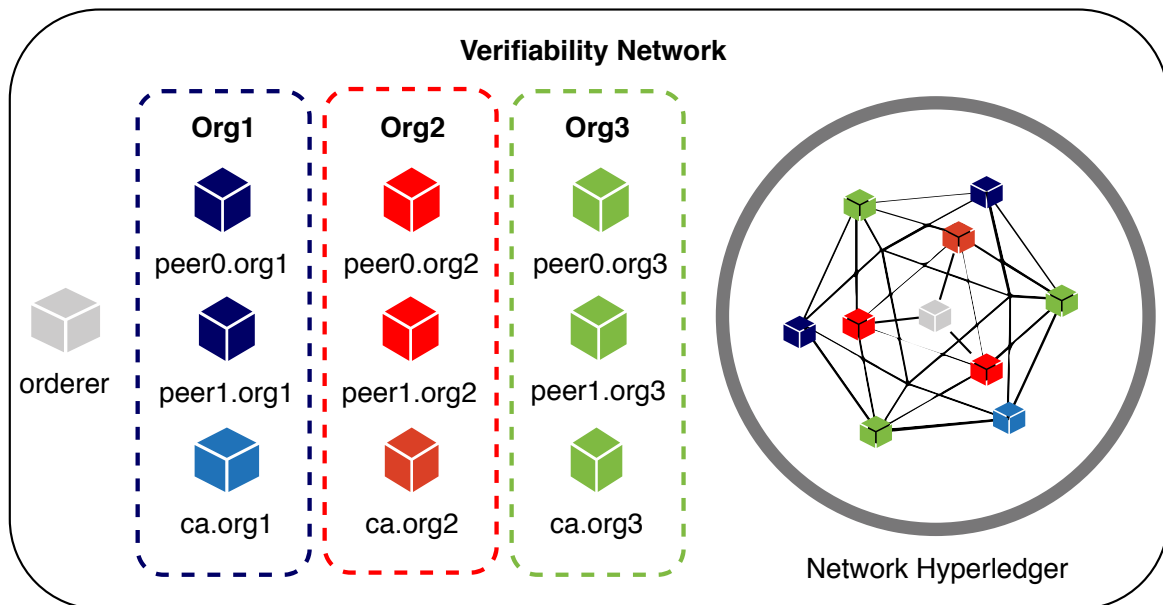 Verifiability Network
Org1
Org2
Org3
peer0.org1
peer0.org2
peer0.org3
orderer
peer1.org1
peer1.org2
peer1.org3
ca.org1
ca.org2
ca.org3
Network Hyperledger